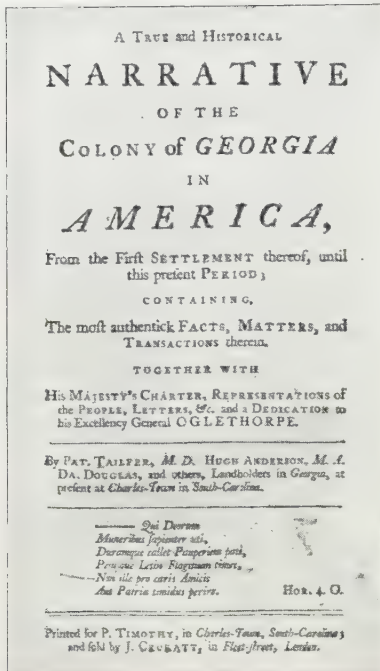 A TRUE and HISTORICAL
NARRATIVE
OF THE
COLONY of GEORGIA
IN
AMERICA,
From the First SETTLEMENT thereof, until
this present PERIOD;
CONTAINING,
The most authentick FACTS, MATTERS, and
TRANSACTIONS therein.
TOGETHER WITH
His MAJESTY's CHARTER, REPRESENTATIONS of
the PEOPLE, LETTERS, &c. and a DEDICATION to
his Excellency General OGLETHORPE.
By PAT. TAILFER, M. D. HUGH ANDERSON, M. A.
DA. DOUGLAS, and others, Landholders in Georgia, at
present at Charles-Town in South-Carolina.
Qui Deorum
Muneribus sapienter uti,
Duramque callet Pauperiem pati,
Pejusque Letho Flagitium timet,
Non ille pro caris Amicis
Aut Patria timidus perire. HOR. 4. O.
Printed for P. TIMOTHY, in Charles-Town, South-Carolina;
and sold by J. CROKATT, in Fleet-street, London.